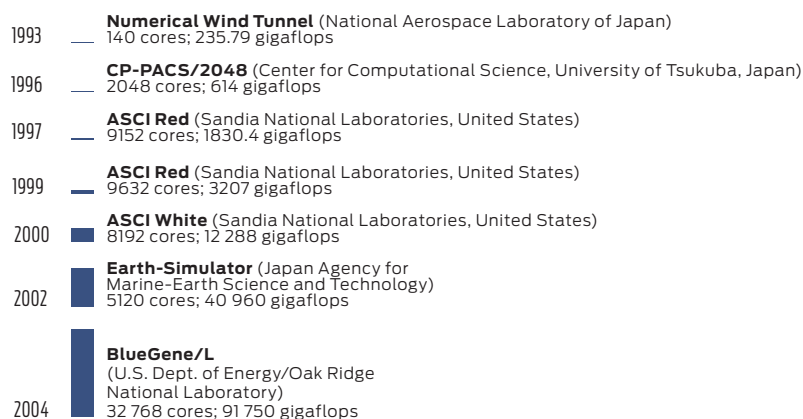 1993
Numerical Wind Tunnel (National Aerospace Laboratory of Japan)
140 cores; 235.79 gigaflops
1996
CP-PACS/2048 (Center for Computational Science, University of Tsukuba, Japan)
2048 cores; 614 gigaflops
1997
ASCI Red (Sandia National Laboratories, United States)
9152 cores; 1830.4 gigaflops
1999
ASCI Red (Sandia National Laboratories, United States)
9632 cores; 3207 gigaflops
2000
ASCI White (Sandia National Laboratories, United States)
8192 cores; 12 288 gigaflops
2002
Earth-Simulator (Japan Agency for
Marine-Earth Science and Technology)
5120 cores; 40 960 gigaflops
2004
BlueGene/L
(U.S. Dept. of Energy/Oak Ridge
National Laboratory)
32 768 cores; 91 750 gigaflops